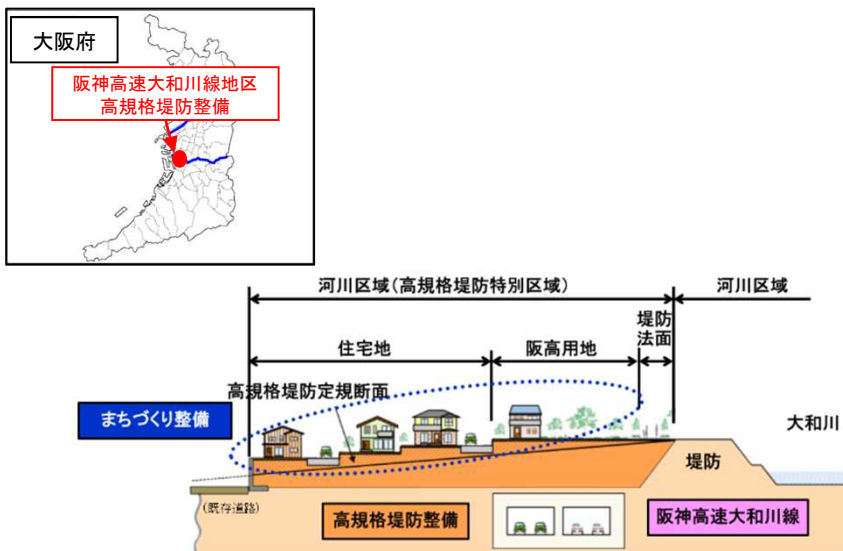 大阪府
阪神高速大和川線地区
高規格堤防整備
河川区域(高規格堤防特別区域)
河川区域
堤防
法面
住宅地
阪高用地
高規格堤防定規断面
まちづくり整備
大和川
堤防
(既存道路)
高規格堤防整備
阪神高速大和川線